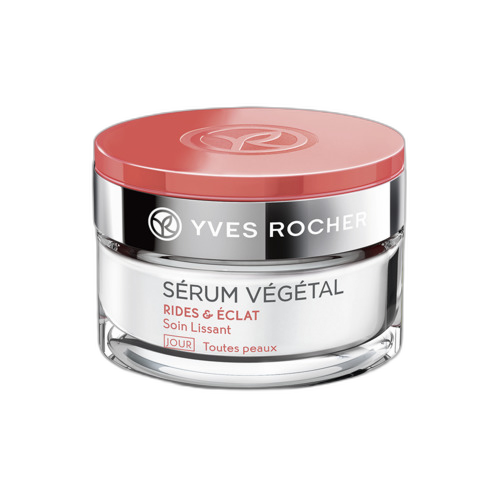 YVES ROCHER
SÉRUM VÉGÉTAL
RIDES & ÉCLAT
Soin Lissant
JOUR Toutes peaux